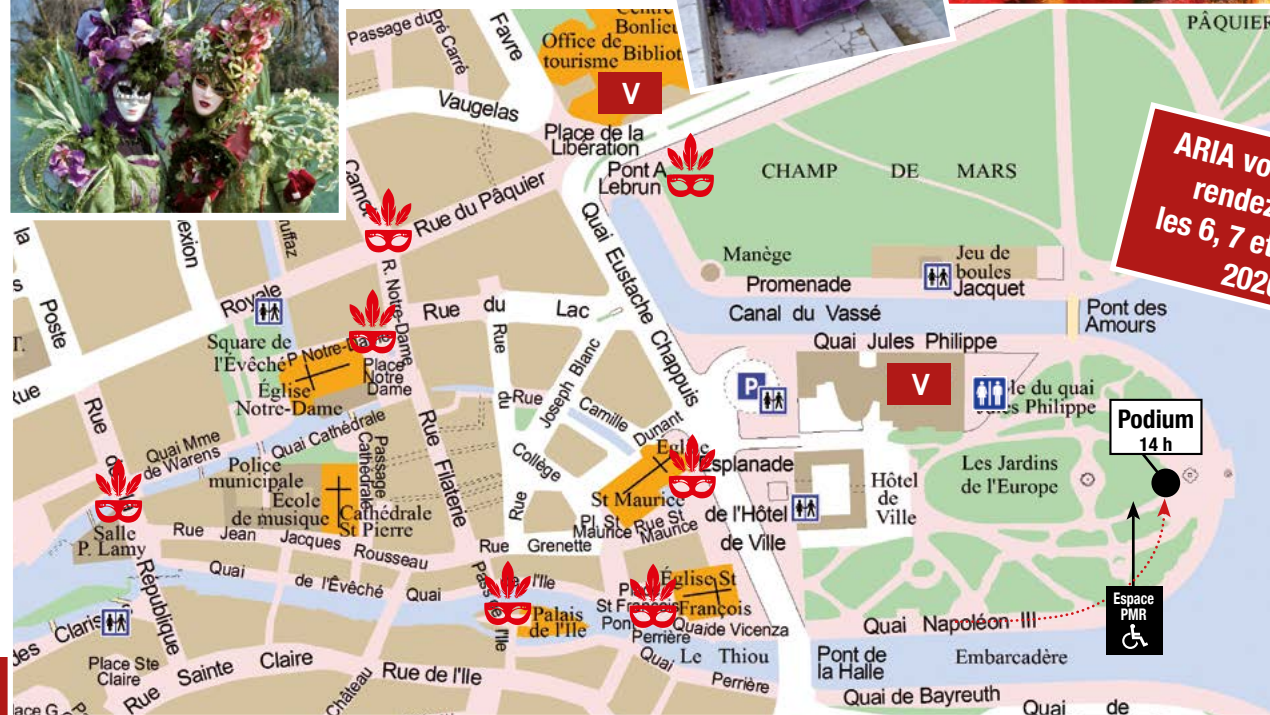 Passage du
Pré Carré
Favre
Office de
tourisme
Centre
Bonlieu
V
Vaugelas
Place de la
Libération
Pont A
Lebrun
PÂQUIER
CHAMP DE MARS
ARIA
rendez
les 6, 7 et
Carnot
Rue du Pâquier
Quai Eustache Chappuis
Manège
Jeu de
boules
Jacquet
Promenade
Canal du Vassé
Pont des
Amours
Quai Jules Philippe
la
Poste
Royale
R. Notre-Dame
Rue du Lac
Square de
l'Évêché
P Notre-Dame
Place
Notre
Dame
Église
Notre-Dame
Rue
Rue du
Joseph Blanc
Rue
Camille
Dunant
P
V
du quai
Philippe
Podium
14 h
Quai Mme
de Warens
Quai Cathédrale
Passage
Cathédrale
Rue Filaterie
Collège
Rue
Police
municipale
École
de musique
Cathédrale
St Pierre
Église
St Maurice
Esplanade
de l'Hôtel
de Ville
Hôtel
de
Ville
Les Jardins
de l'Europe
Salle
P. Lamy
Rue Jean Jacques Rousseau
Pl. St
Maurice
Rue St
Maurice
Rue Grenette
République
Quai de l'Évêché Quai
de l'Ile
Palais
de l'Ile
St François
Pont
Perrière
Église St
François
Quai de Vicenza
Le Thiou
Quai Perrière
Quai Napoléon III
Espace
PMR
Embarcadère
Pont de
la Halle
Quai de Bayreuth
Quai de
des
Place Ste
Claire
Rue Sainte Claire
Château
Rue de l'Ile